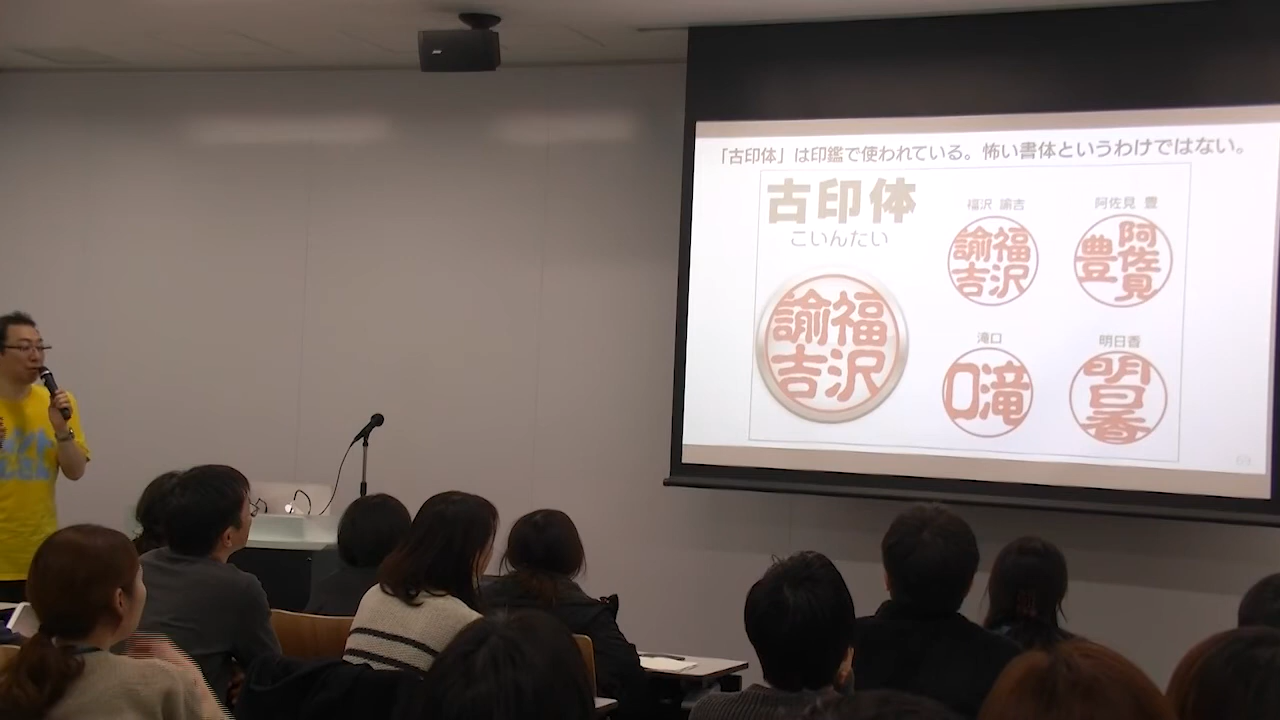 「古印体」は印鑑で使われている。怖い書体というわけではない。
古印体
こいんたい
福沢
諭吉
福沢 諭吉
福沢
諭吉
阿佐見 豊
阿佐見
豊
滝口
滝口
明日香
明日香